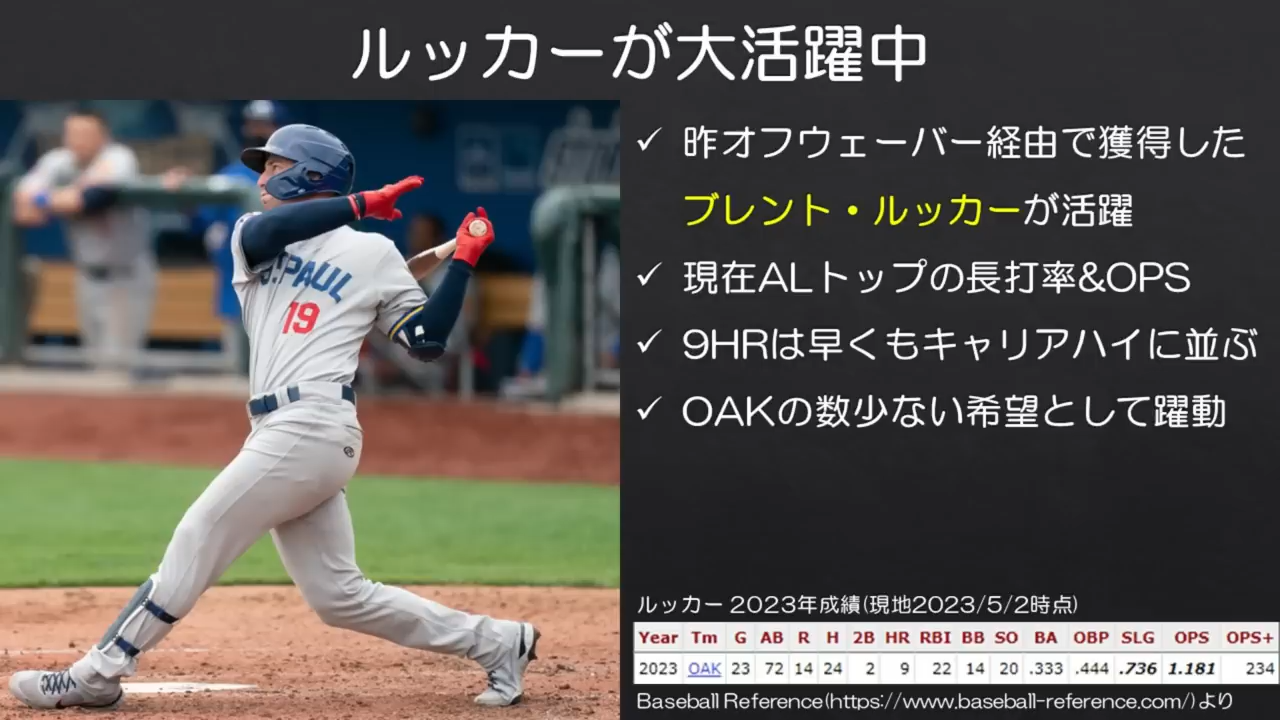 ルッカーが大活躍中
✓ 昨オフウェーバー経由で獲得した
ブレント・ルッカーが活躍
✓ 現在ALトップの長打率&OPS
✓ 9HRは早くもキャリアハイに並ぶ
✓ OAKの数少ない希望として躍動
ST.PAUL
19
ルッカー 2023年成績(現地2023/5/2時点)
Year Tm G AB R H 2B HR RBI BB SO BA OBP SLG OPS OPS+
2023 OAK 23 72 14 24 2 9 22 14 20 .333 .444 .736 1.181 234
Baseball Reference(https://www.baseball-reference.com/)より